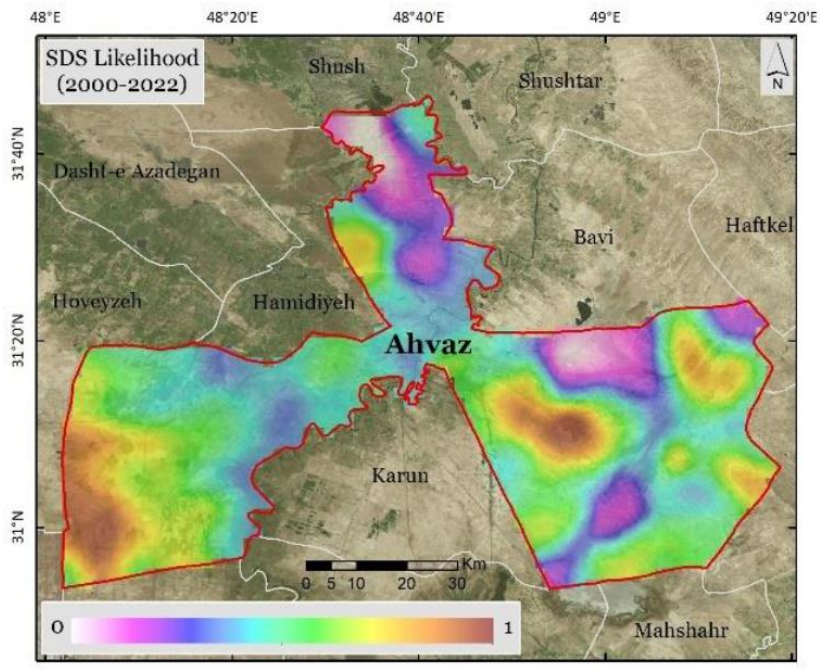 48°E
48°20'E
48°40'E
49°E
49°20'E
SDS Likelihood
(2000-2022)
N
Shush
Shushtar
31°40'N
Dasht-e Azadegan
Haftkel
Bavi
Hoveyzeh
Hamidiyeh
31°20'N
Ahvaz
Karun
31°N
Km
0 5 10 20 30
0
1
Mahshahr